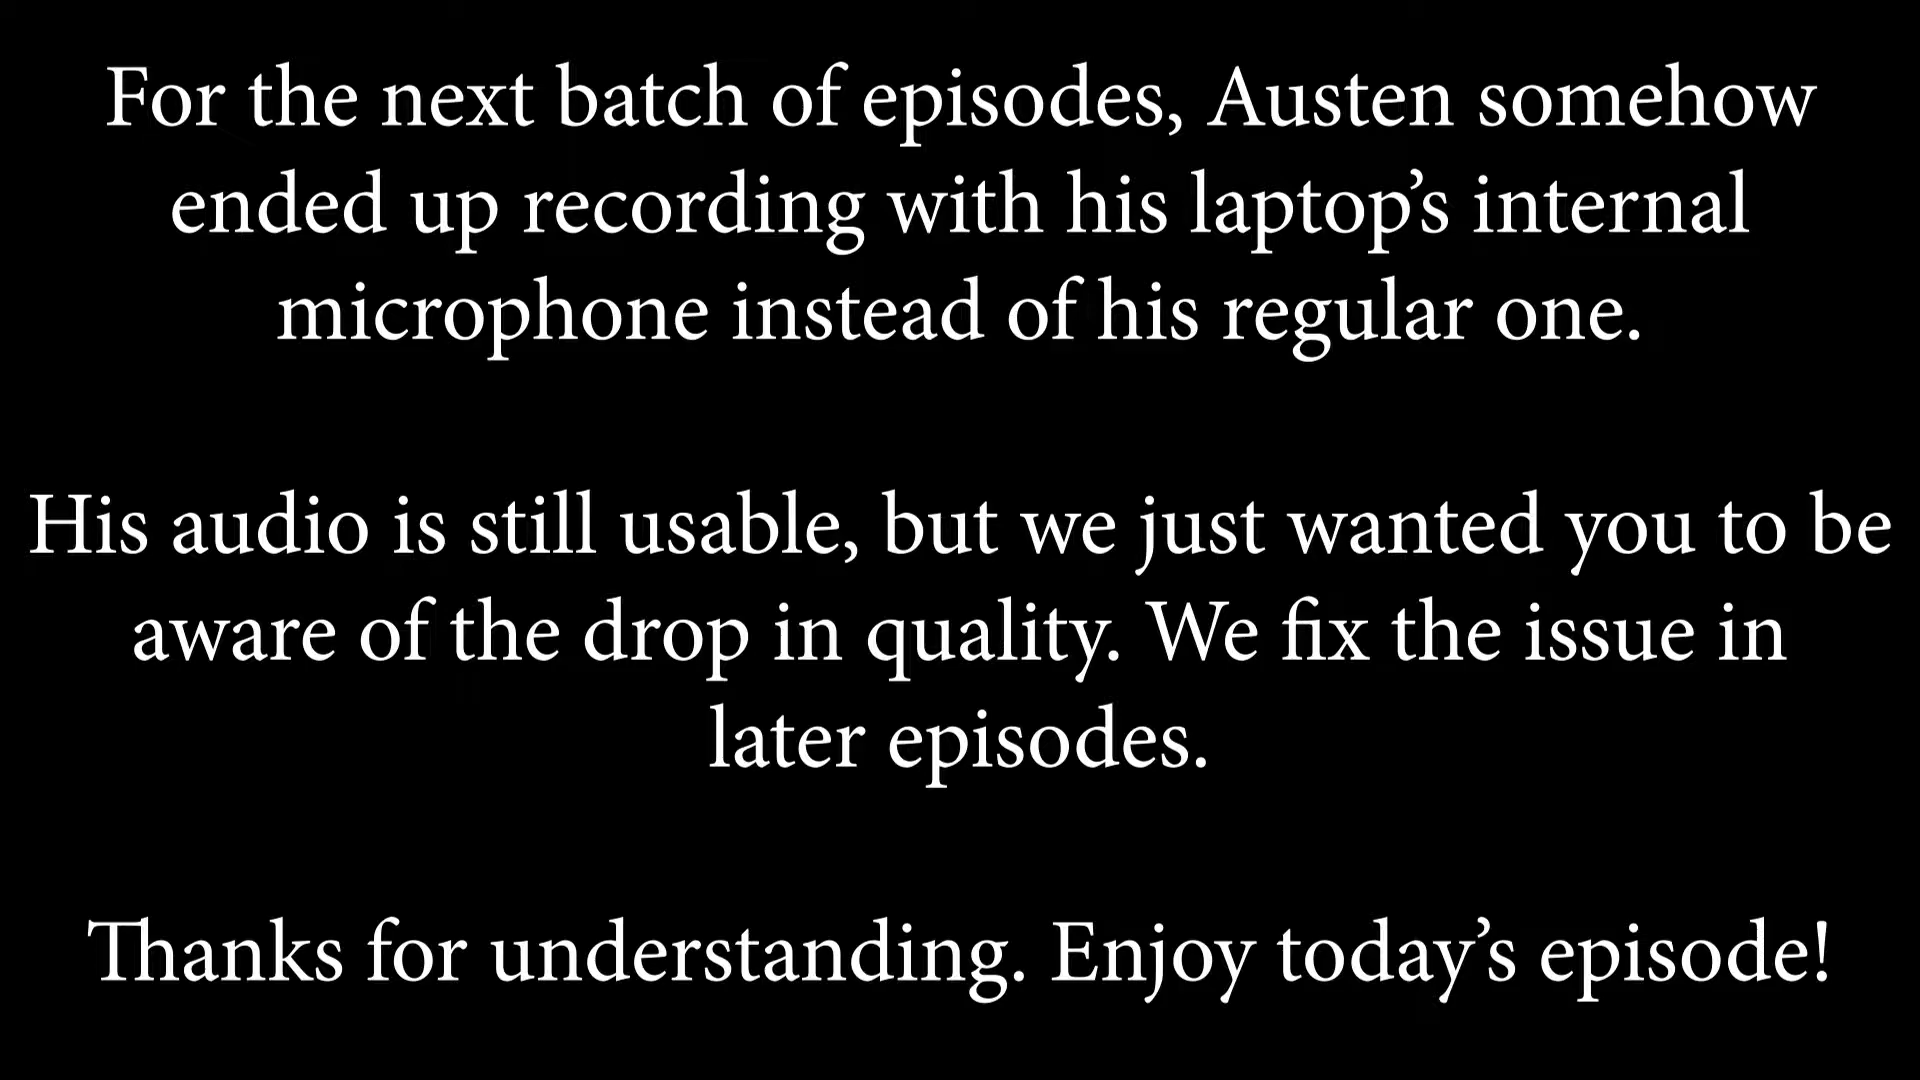 For the next batch of episodes, Austen somehow
ended up recording with his laptop’s internal
microphone instead of his regular one.
His audio is still usable, but we just wanted you to be
aware of the drop in quality. We fix the issue in
later episodes.
Thanks for understanding. Enjoy today’s episode!